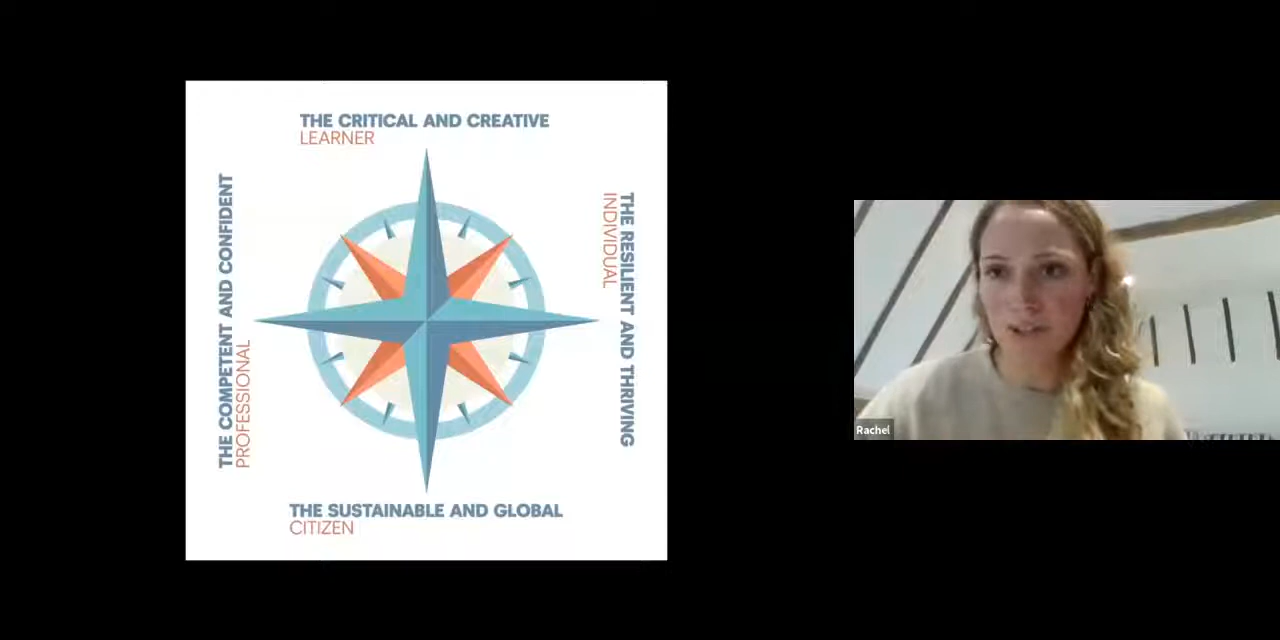 THE CRITICAL AND CREATIVE
LEARNER
THE RESILIENT AND THRIVING
INDIVIDUAL
THE COMPETENT AND CONFIDENT
PROFESSIONAL
THE SUSTAINABLE AND GLOBAL
CITIZEN
Rachel